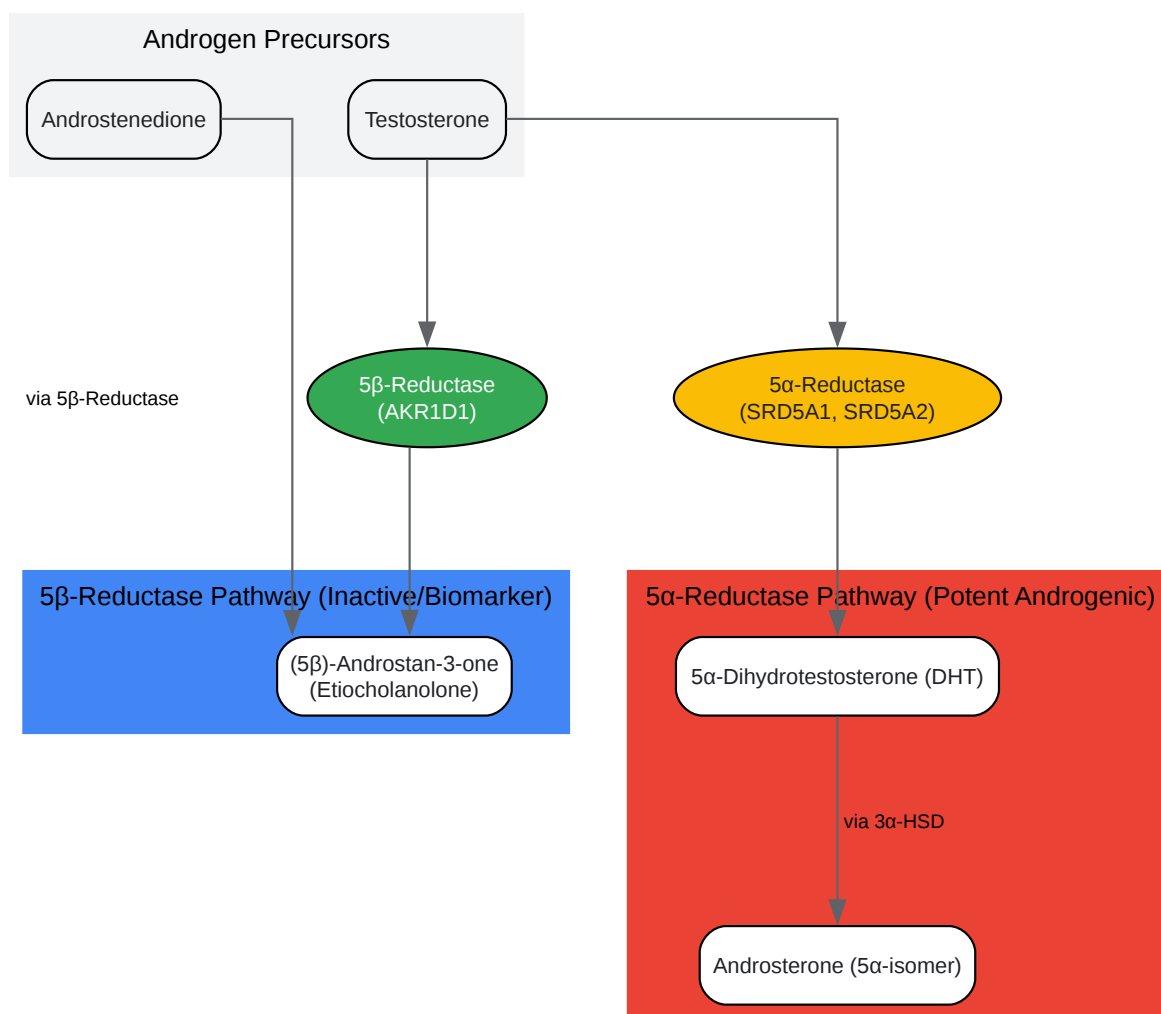 Androgen Precursors
Androstenedione
Testosterone
via 5β-Reductase
5β-Reductase
(AKR1D1)
5α-Reductase
(SRD5A1, SRD5A2)
5β-Reductase Pathway (Inactive/Biomarker)
(5β)-Androstan-3-one
(Etiocholanolone)
5α-Reductase Pathway (Potent Androgenic)
5α-Dihydrotestosterone (DHT)
via 3α-HSD
Androsterone (5α-isomer)